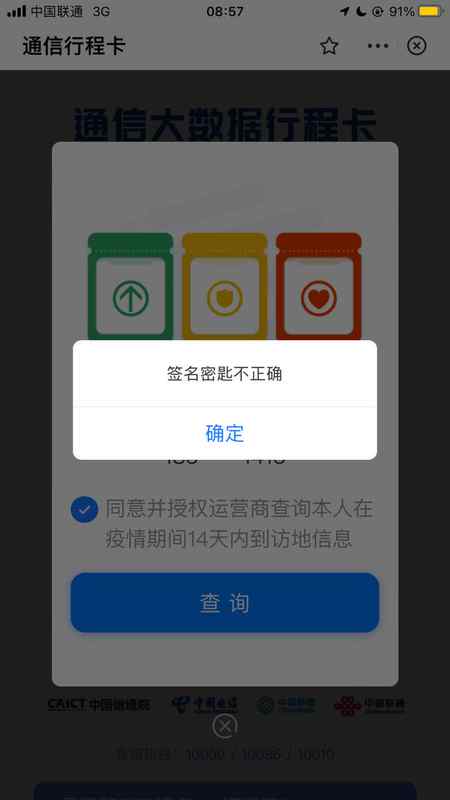 中国联通 3G 08:57 91%
通信行程卡
通信大数据行程卡
签名密匙不正确
确定
同意并授权运营商查询本人在
疫情期间14天内到访地信息
查 询
CAICT 中国信通院 中国电信 中国移动 中国联通
客服热线：10000 / 10086 / 10010